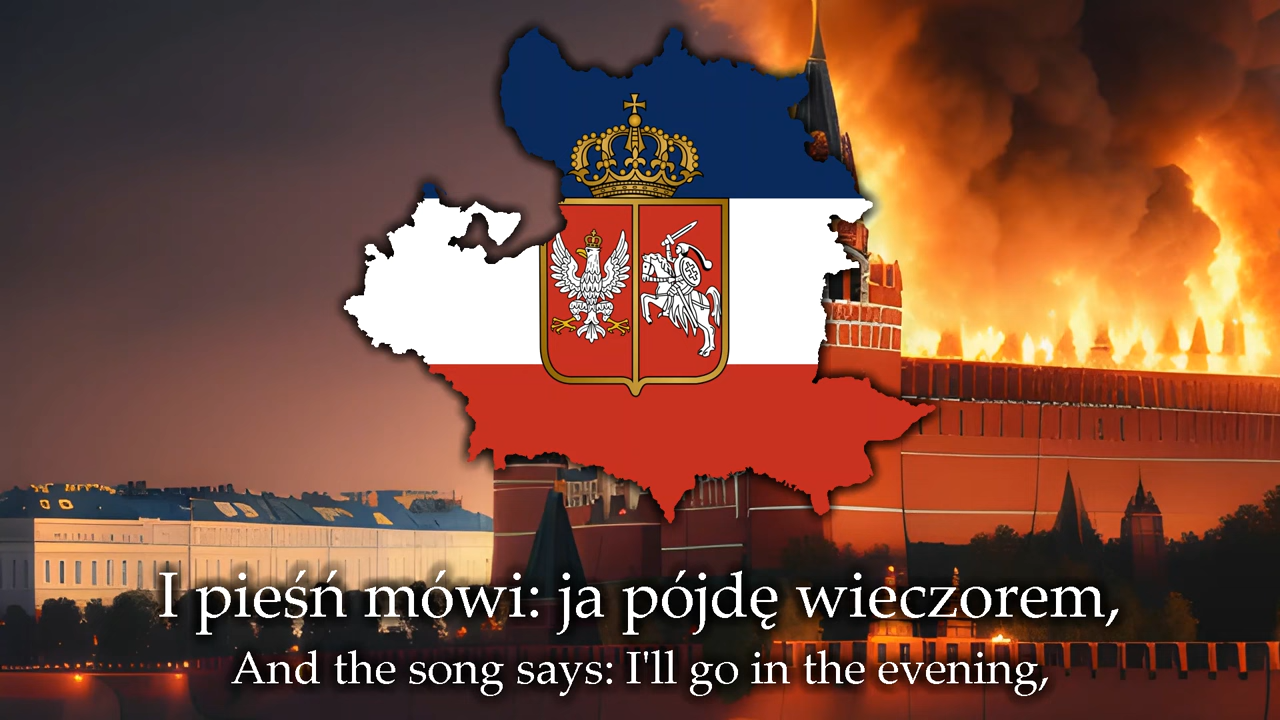 I pieśń mówi: ja pójdę wieczorem,
And the song says: I'll go in the evening,